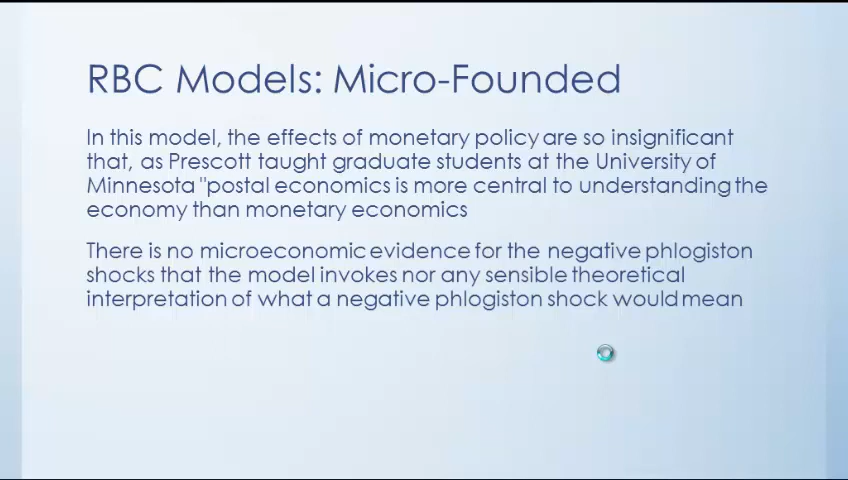 RBC Models: Micro-Founded
In this model, the effects of monetary policy are so insignificant
that, as Prescott taught graduate students at the University of
Minnesota "postal economics is more central to understanding the
economy than monetary economics
There is no microeconomic evidence for the negative phlogiston
shocks that the model invokes nor any sensible theoretical
interpretation of what a negative phlogiston shock would mean